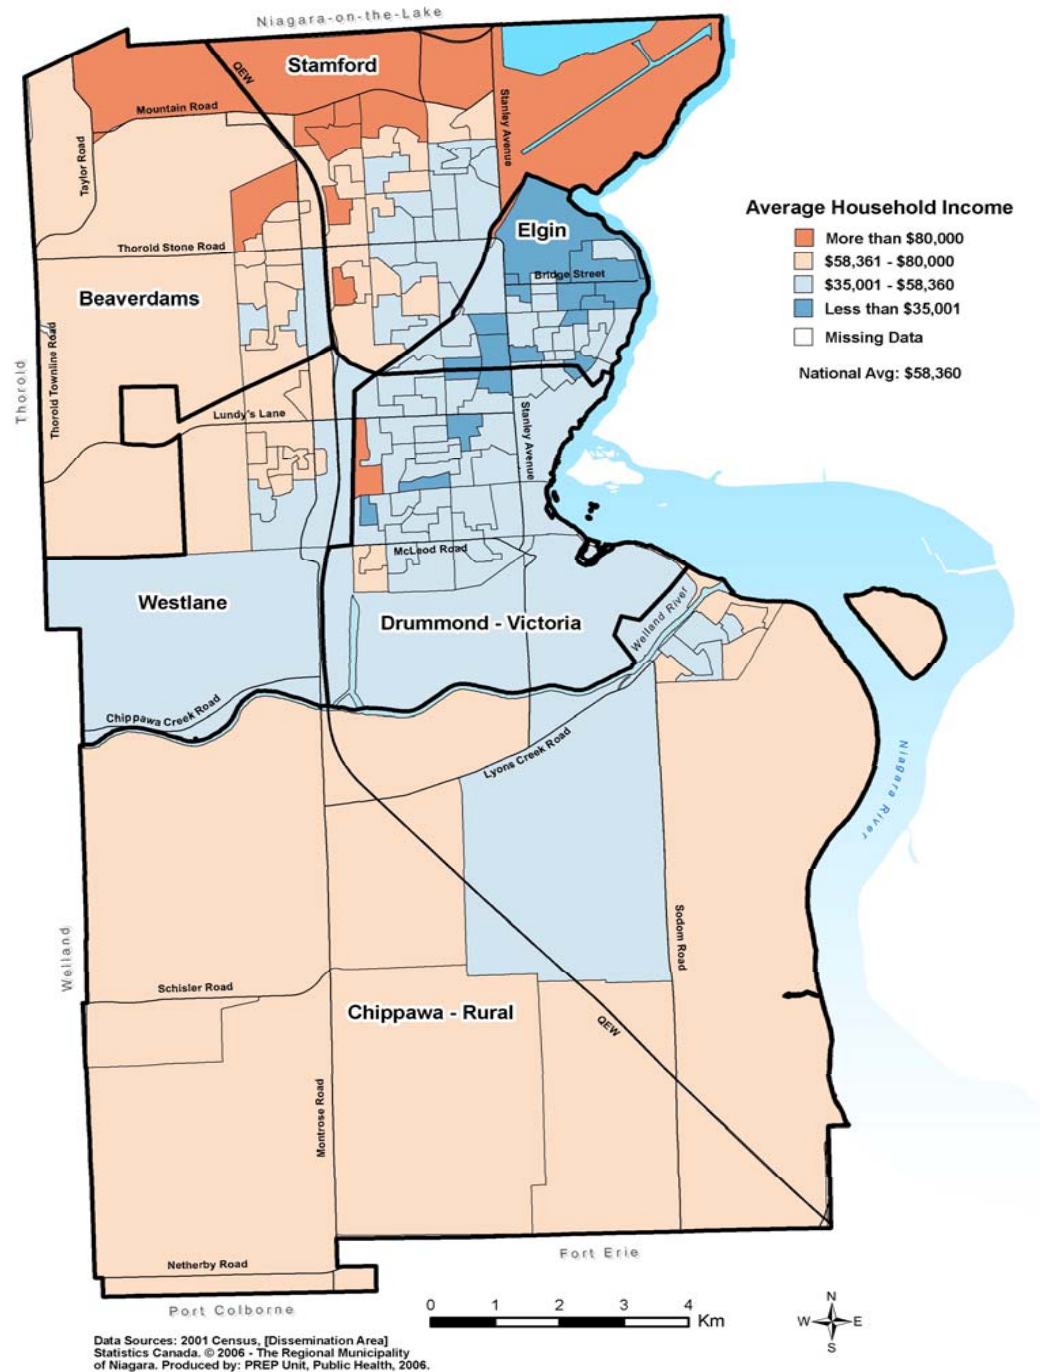 Niagara-on-the-Lake
Stamford
QEW
Mountain Road
Stanley Avenue
Taylor Road
Elgin
Thorold Stone Road
Bridge Street
Beaverdams
Average Household Income
More than $80,000
$58,361 - $80,000
$35,001 - $58,360
Less than $35,001
Missing Data
National Avg: $58,360
Thorold
Thorold Townline Road
Lundy's Lane
Stanley Avenue
McLeod Road
Westlane
Drummond - Victoria
Welland River
Chippawa Creek Road
Lyons Creek Road
Niagara River
Welland
Sodom Road
Schisler Road
Chippawa - Rural
QEW
Montrose Road
Netherby Road
Fort Erie
Port Colborne
0 1 2 3 4 Km
N
W E
S
Data Sources: 2001 Census, [Dissemination Area]
Statistics Canada. © 2006 - The Regional Municipality
of Niagara. Produced by: PREP Unit, Public Health, 2006.